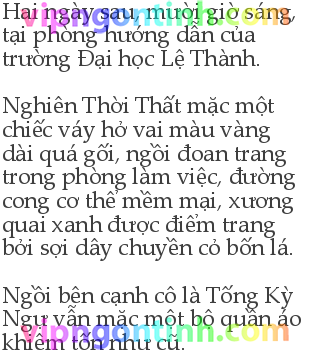 Hai ngày sau, mười giờ sáng,
tại phòng hướng dẫn của
trường Đại học Lệ Thành.
Nghiên Thời Thất mặc một
chiếc váy hở vai màu vàng
dài quá gối, ngồi đoan trang
trong phòng làm việc, đường
cong cơ thể mềm mại, xương
quai xanh được điểm trang
bởi sợi dây chuyền cỏ bốn lá.
Ngồi bên cạnh cô là Tống Kỳ
Ngự vẫn mặc một bộ quần áo
khiêm tốn như cũ.
vipngontinh.com
vipngontinh.com